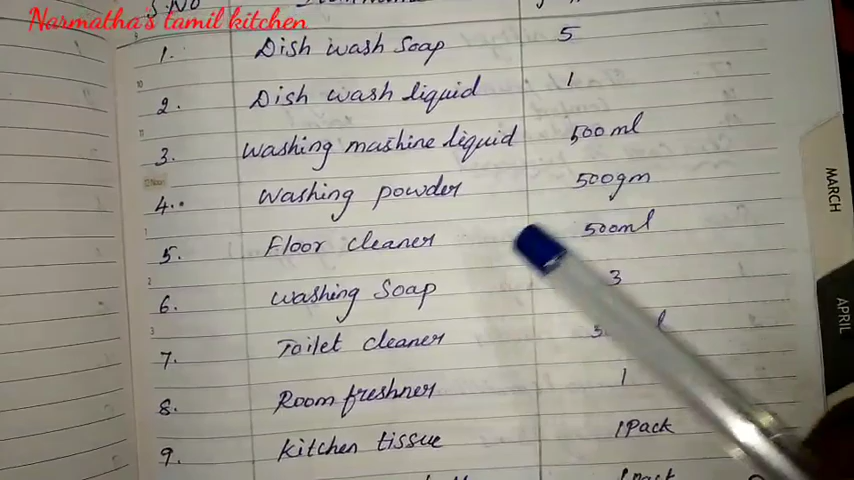 Narmatha's tamil kitchen
S.No
1. Dish wash Soap 5
2. Dish wash liquid 1
3. washing mashine liquid 500ml
4. washing powder 500gm
5. Floor cleaner 500ml
6. washing Soap 3
7. Toilet cleaner
8. Room freshner 1
9. Kitchen tissue 1Pack
1Pack
MARCH
APRIL